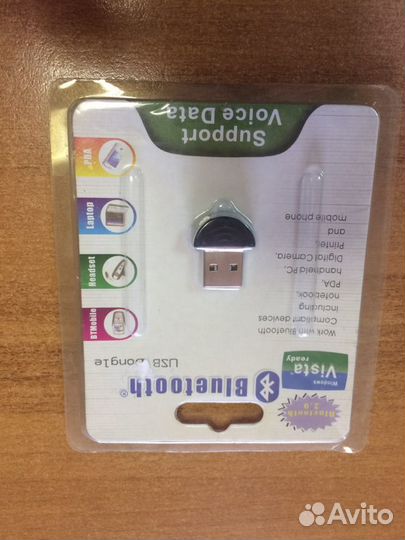 Bluetooth
2.0
Bluetooth®
USB Dongle
Windows
Vista
ready
Work with Bluetooth
Compliant devices
including
notebook,
PDA,
handheld PC,
Digital Camera,
Printer,
and
mobile phone
BTMobile
Headset
Laptop
PDA
Support
Voice Data
Avito